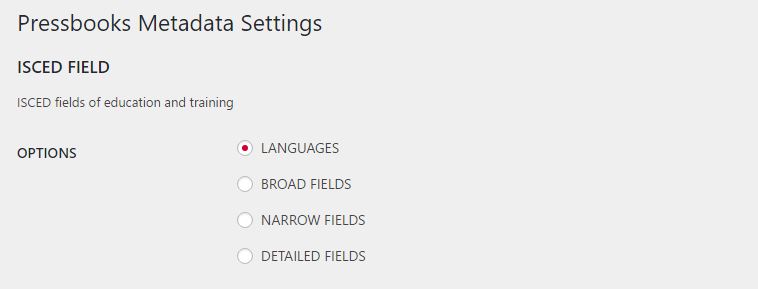 Pressbooks Metadata Settings
ISCED FIELD
ISCED fields of education and training
OPTIONS
LANGUAGES
BROAD FIELDS
NARROW FIELDS
DETAILED FIELDS